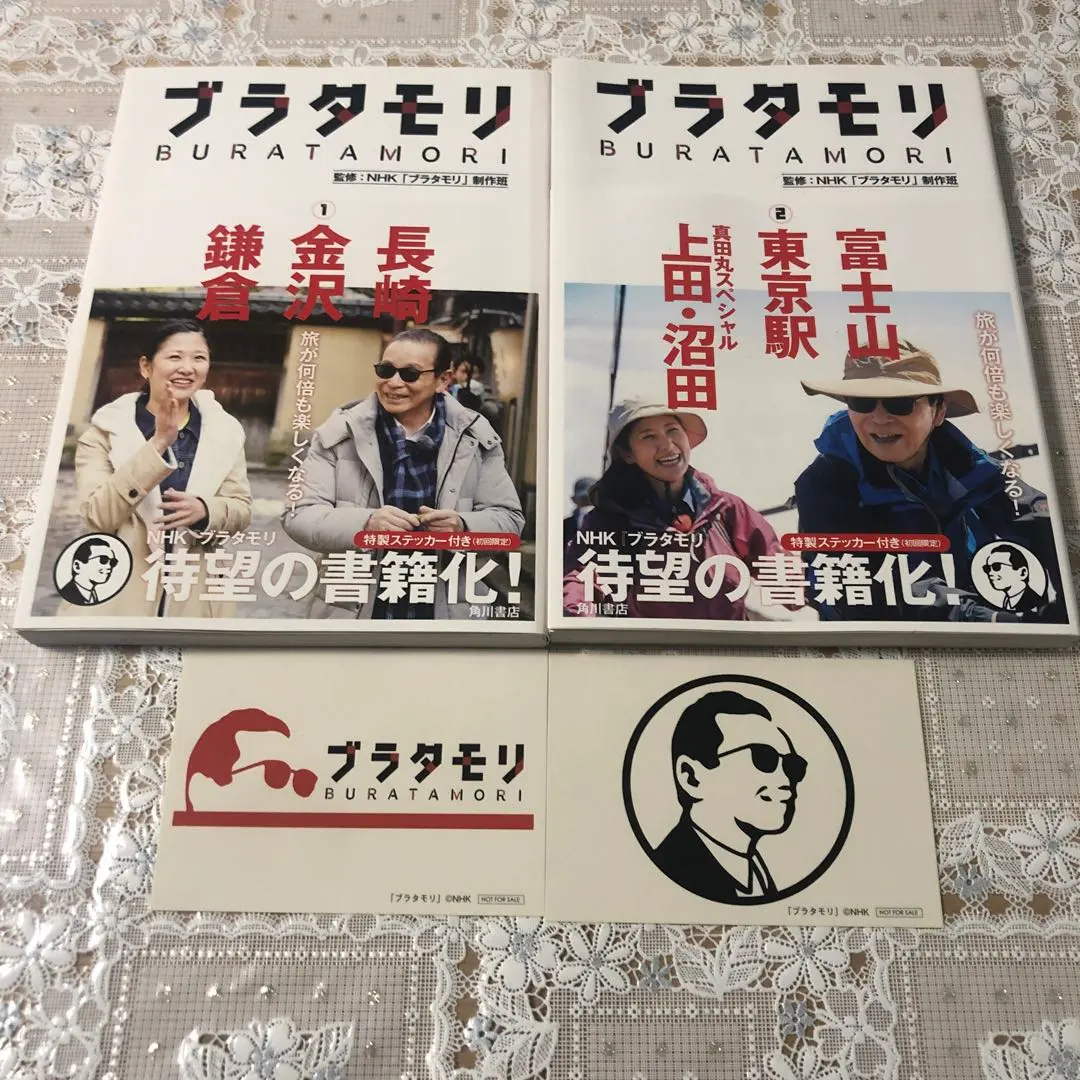 ブラタモリ
BURATAMORI
監修:NHK「ブラタモリ」制作班
1
長崎
金沢
鎌倉
旅が何倍も楽しくなる!
特製ステッカー付き(初回限定)
NHK『ブラタモリ
待望の書籍化!
角川書店
ブラタモリ
BURATAMORI
監修:NHK「ブラタモリ」制作班
2
富士山
東京駅
真田丸スペシャル
上田・沼田
旅が何倍も楽しくなる!
特製ステッカー付き(初回限定)
NHK『ブラタモリ
待望の書籍化!
角川書店
ブラタモリ
BURATAMORI
「ブラタモリ」©NHK NOT FOR SALE
「ブラタモリ」©NHK NOT FOR SALE